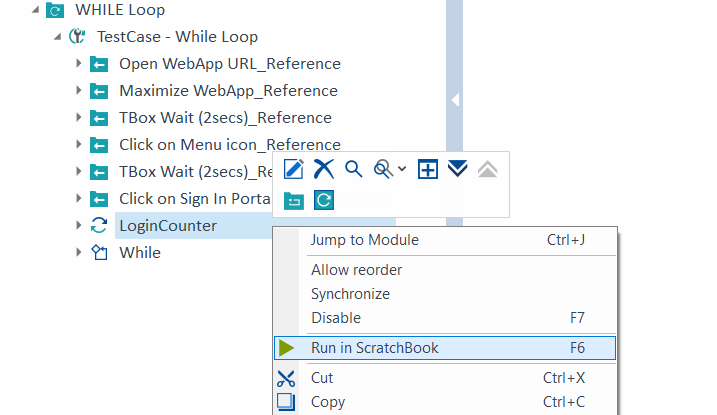 WHILE Loop
TestCase - While Loop
Open WebApp URL_Reference
Maximize WebApp_Reference
TBox Wait (2secs)_Reference
Click on Menu icon_Reference
TBox Wait (2secs)_Re
Click on Sign In Porta
LoginCounter
While
Jump to Module Ctrl+J
Allow reorder
Synchronize
Disable F7
Run in ScratchBook F6
Cut Ctrl+X
Copy Ctrl+C